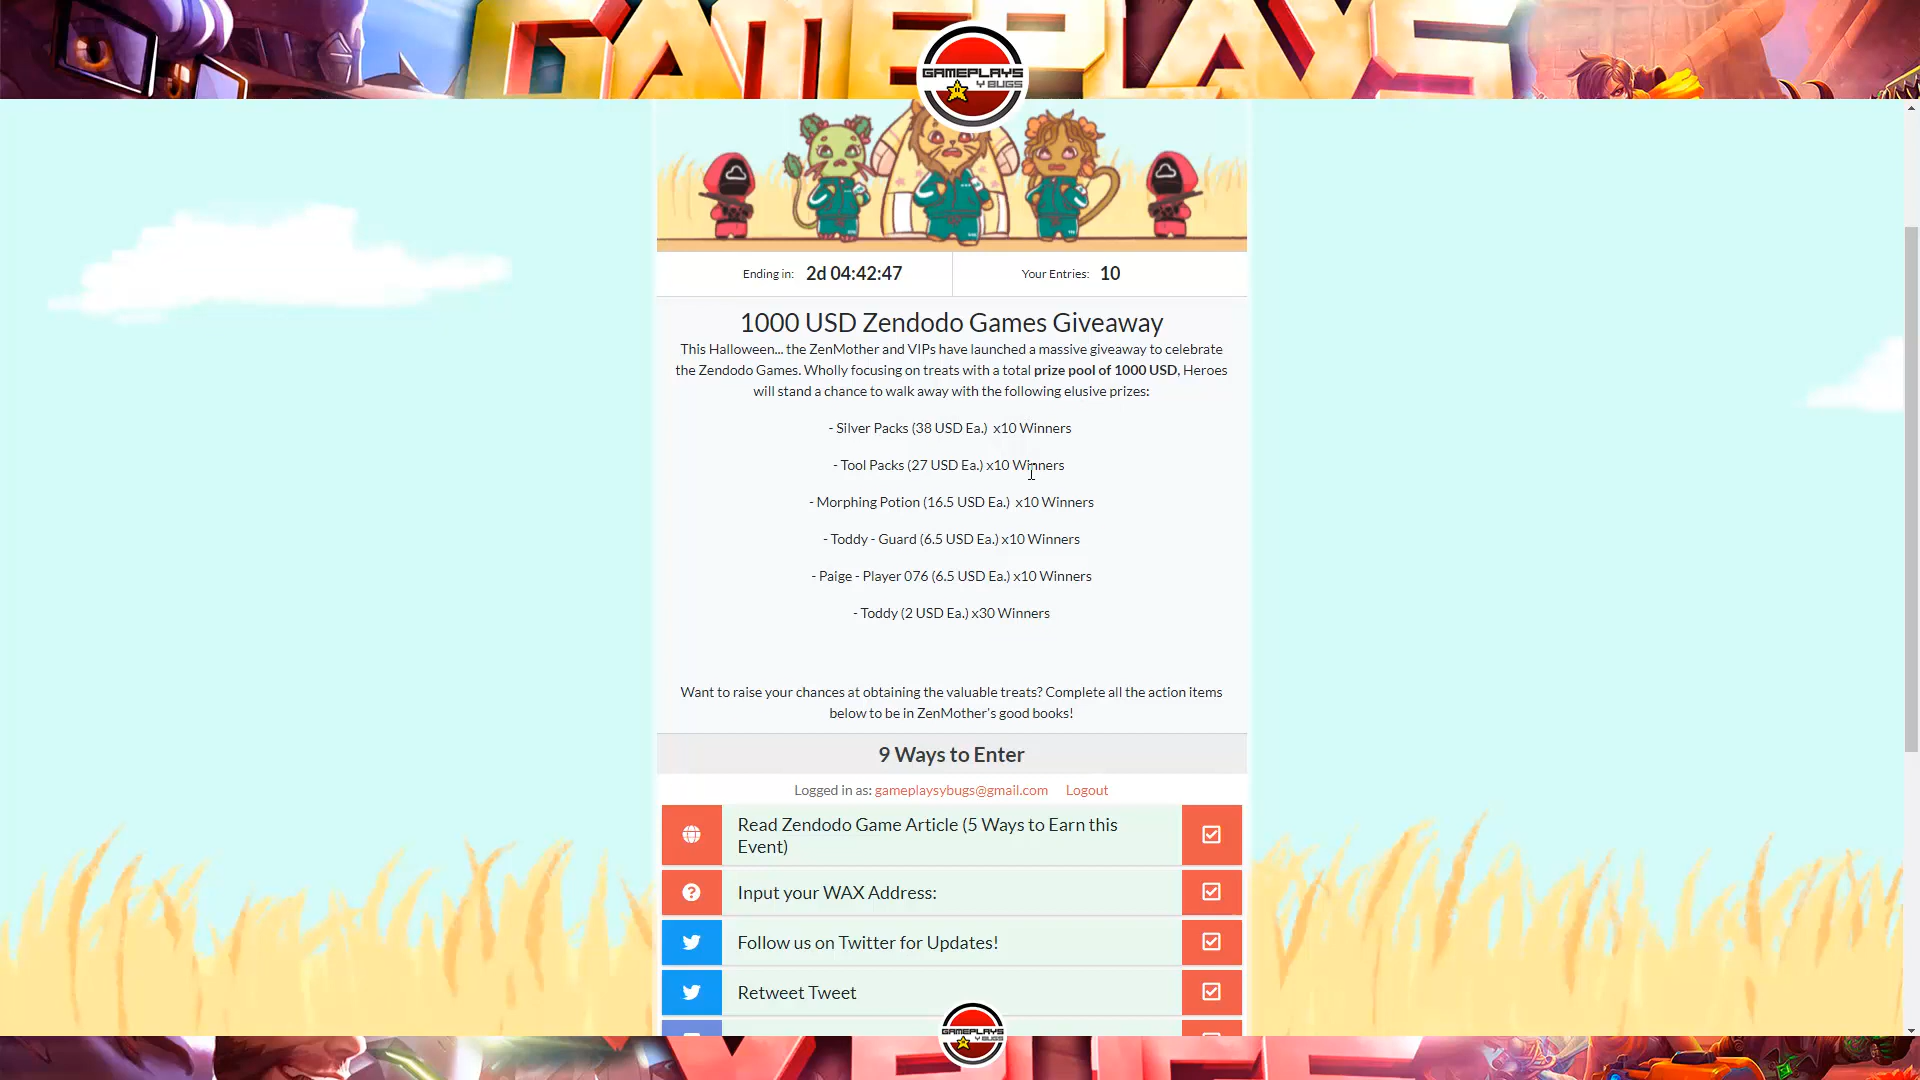 GAMEPLAYS
GAMEPLAYS
Y BUGS
Ending in: 2d 04:42:47
Your Entries: 10
1000 USD Zendodo Games Giveaway
This Halloween... the ZenMother and VIPs have launched a massive giveaway to celebrate
the Zendodo Games. Wholly focusing on treats with a total prize pool of 1000 USD, Heroes
will stand a chance to walk away with the following elusive prizes:
- Silver Packs (38 USD Ea.) x10 Winners
- Tool Packs (27 USD Ea.) x10 Winners
- Morphing Potion (16.5 USD Ea.) x10 Winners
- Toddy - Guard (6.5 USD Ea.) x10 Winners
- Paige - Player 076 (6.5 USD Ea.) x10 Winners
- Toddy (2 USD Ea.) x30 Winners
Want to raise your chances at obtaining the valuable treats? Complete all the action items
below to be in ZenMother's good books!
9 Ways to Enter
Logged in as: gameplaysybugs@gmail.com Logout
Read Zendodo Game Article (5 Ways to Earn this
Event)
Input your WAX Address:
Follow us on Twitter for Updates!
Retweet Tweet
GAMEPLAYS
Y BUGS